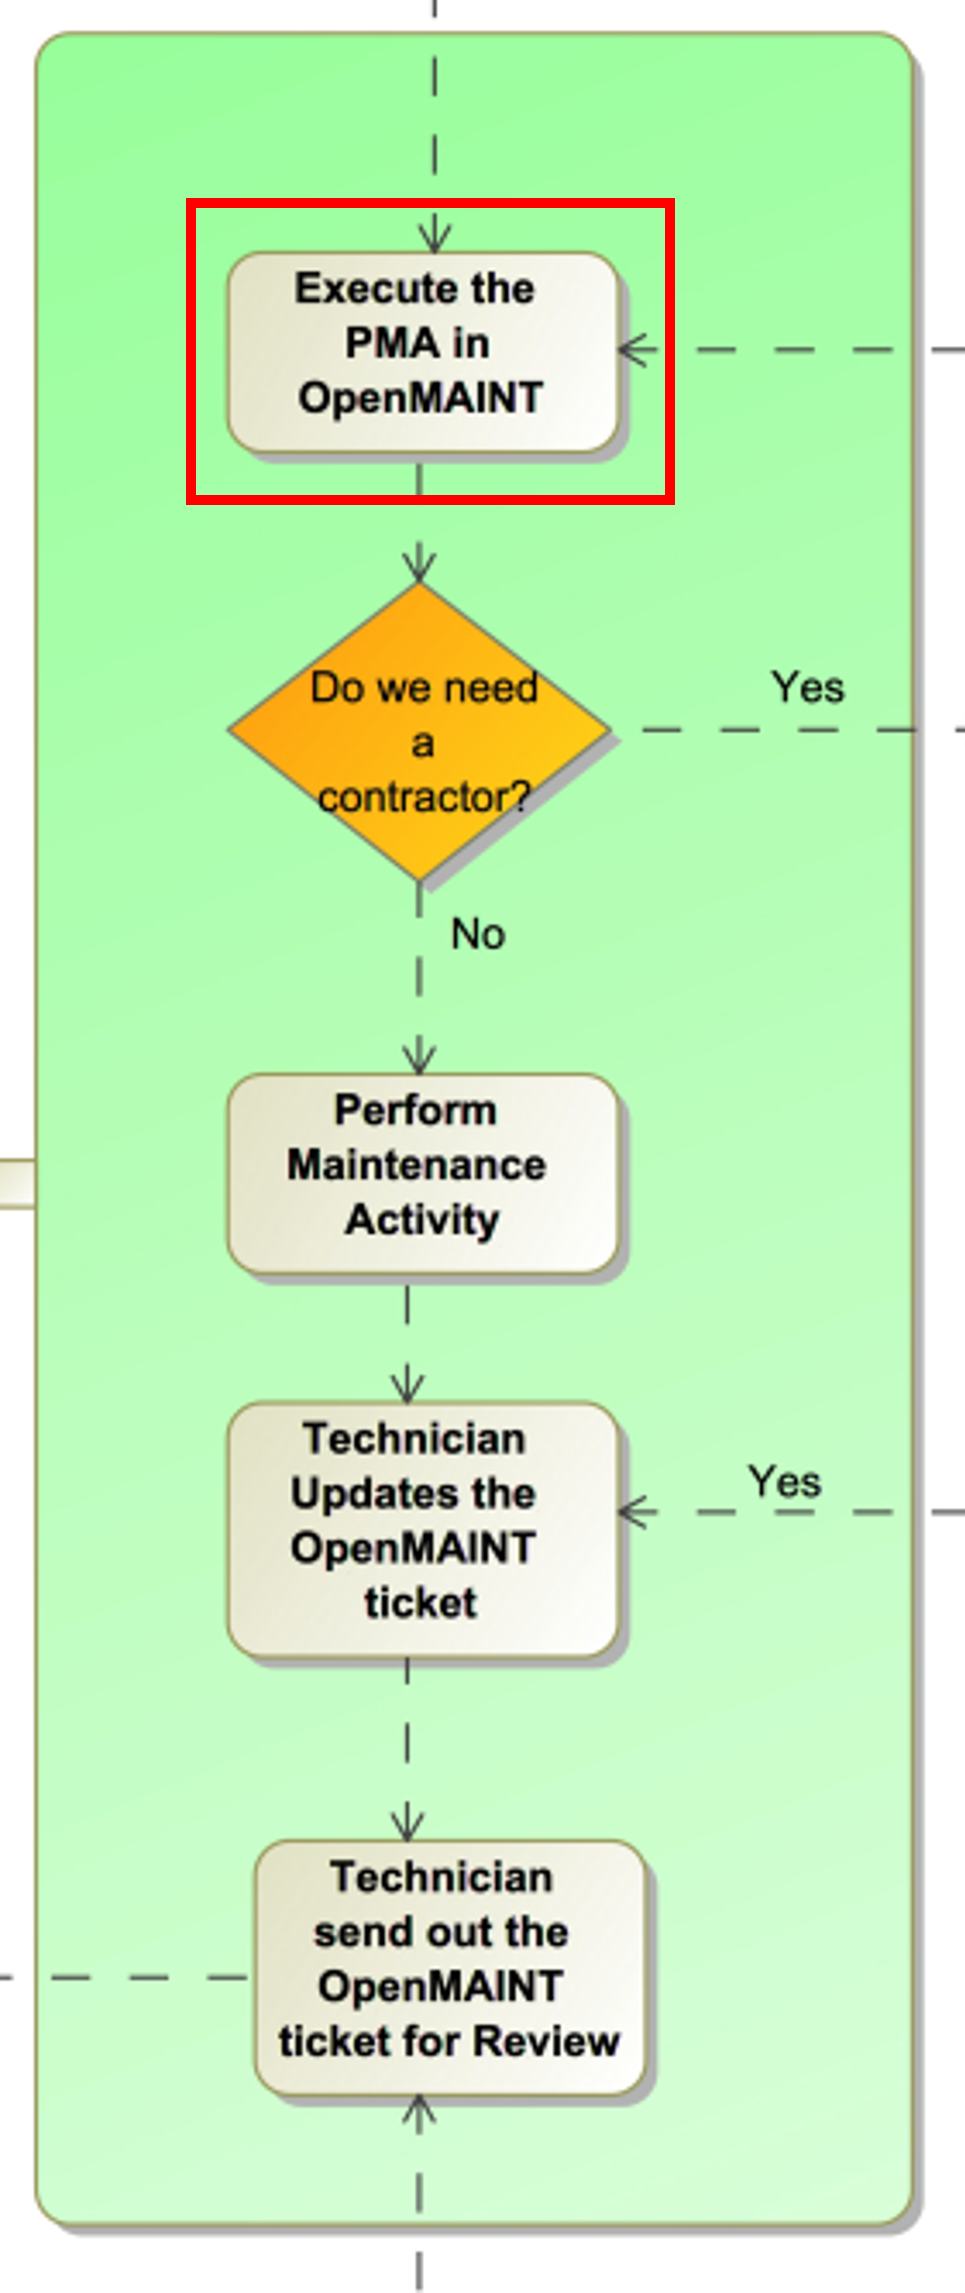 Execute the
PMA in
OpenMAINT
Do we need
a
contractor?
Yes
No
Perform
Maintenance
Activity
Technician
Updates the
OpenMAINT
ticket
Yes
Technician
send out the
OpenMAINT
ticket for Review